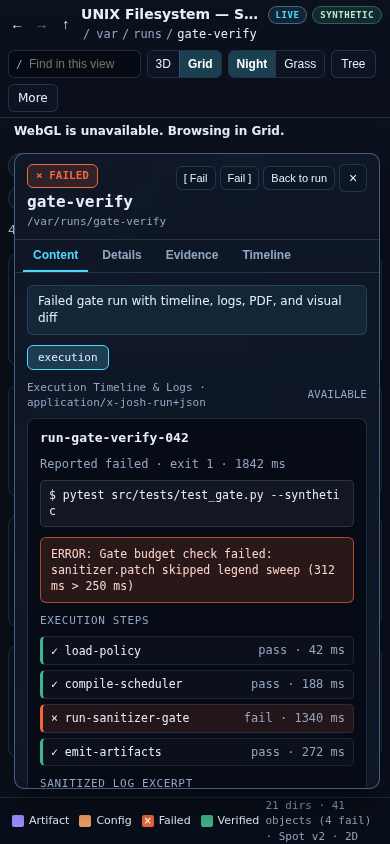 ← → ↑ UNIX Filesystem — S… LIVE SYNTHETIC
/ var / runs / gate-verify
/ Find in this view 3D Grid Night Grass Tree
More
WebGL is unavailable. Browsing in Grid.
4
× FAILED [ Fail Fail ] Back to run ×
gate-verify
/var/runs/gate-verify
Content Details Evidence Timeline
Failed gate run with timeline, logs, PDF, and visual
diff
execution
Execution Timeline & Logs ·
application/x-josh-run+json
AVAILABLE
run-gate-verify-042
Reported failed · exit 1 · 1842 ms
$ pytest src/tests/test_gate.py --syntheti
c
ERROR: Gate budget check failed:
sanitizer.patch skipped legend sweep (312
ms > 250 ms)
EXECUTION STEPS
✓ load-policy pass · 42 ms
✓ compile-scheduler pass · 188 ms
× run-sanitizer-gate fail · 1340 ms
✓ emit-artifacts pass · 272 ms
SANITIZED LOG EXCERPT
Artifact Config × Failed Verified
21 dirs · 41
objects (4 fail)
· Spot v2 · 2D